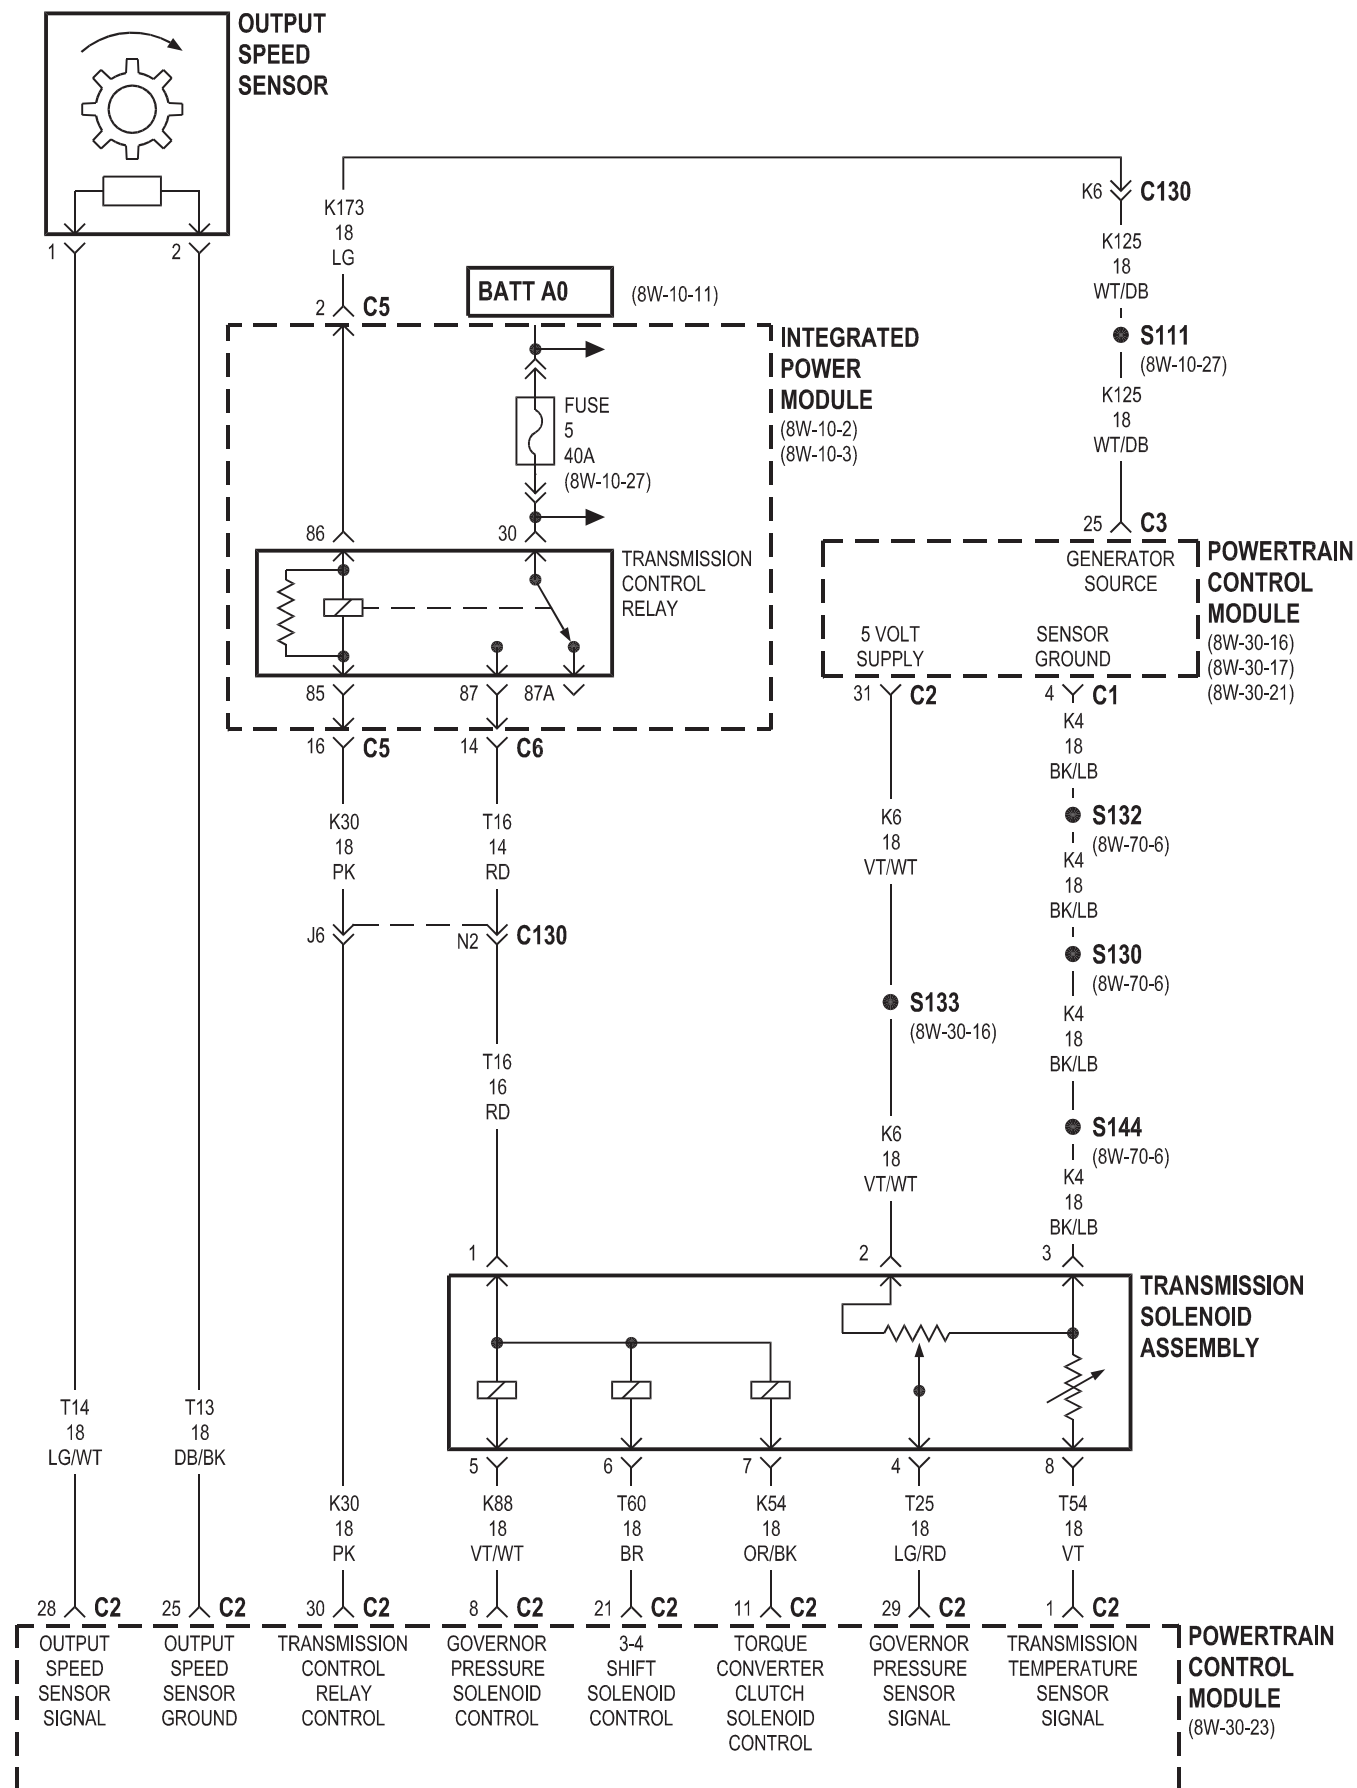 OUTPUT
SPEED
SENSOR
1
2
K173
18
LG
2 C5
BATT A0 (8W-10-11)
K6 C130
K125
18
WT/DB
S111
(8W-10-27)
K125
18
WT/DB
25 C3
INTEGRATED
POWER
MODULE
(8W-10-2)
(8W-10-3)
FUSE
5
40A
(8W-10-27)
86
30
TRANSMISSION
CONTROL
RELAY
85
87
87A
16 C5
14 C6
GENERATOR
SOURCE
5 VOLT
SUPPLY
SENSOR
GROUND
POWERTRAIN
CONTROL
MODULE
(8W-30-16)
(8W-30-17)
(8W-30-21)
31 C2
4 C1
K30
18
PK
T16
14
RD
J6
N2 C130
T16
16
RD
K6
18
VT/WT
S133
(8W-30-16)
K6
18
VT/WT
K4
18
BK/LB
S132
(8W-70-6)
K4
18
BK/LB
S130
(8W-70-6)
K4
18
BK/LB
S144
(8W-70-6)
K4
18
BK/LB
1
2
3
TRANSMISSION
SOLENOID
ASSEMBLY
5
6
7
4
8
T14
18
LG/WT
T13
18
DB/BK
K30
18
PK
K88
18
VT/WT
T60
18
BR
K54
18
OR/BK
T25
18
LG/RD
T54
18
VT
28 C2
25 C2
30 C2
8 C2
21 C2
11 C2
29 C2
1 C2
OUTPUT
SPEED
SENSOR
SIGNAL
OUTPUT
SPEED
SENSOR
GROUND
TRANSMISSION
CONTROL
RELAY
CONTROL
GOVERNOR
PRESSURE
SOLENOID
CONTROL
3-4
SHIFT
SOLENOID
CONTROL
TORQUE
CONVERTER
CLUTCH
SOLENOID
CONTROL
GOVERNOR
PRESSURE
SENSOR
SIGNAL
TRANSMISSION
TEMPERATURE
SENSOR
SIGNAL
POWERTRAIN
CONTROL
MODULE
(8W-30-23)